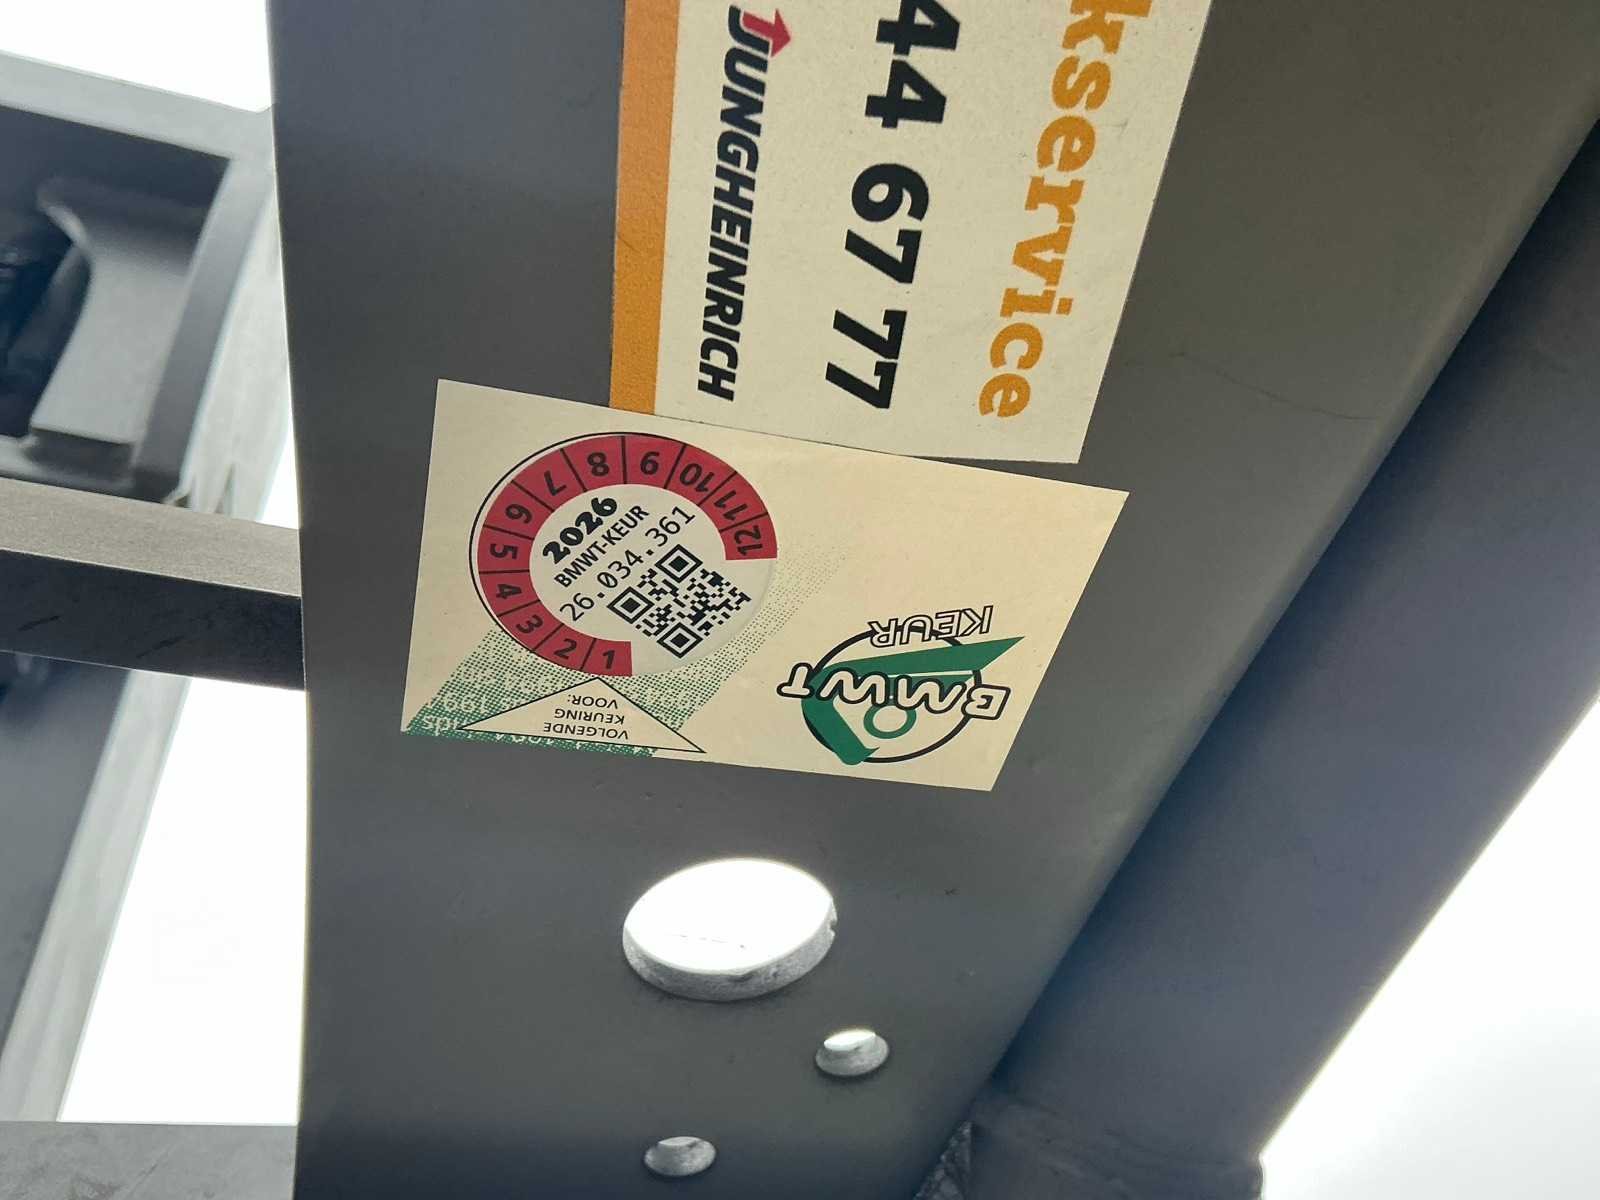 kservice
44 67 77
JUNGHEINRICH
1 2 3 4 5 6 7 8 9 10 11 12
2026
BMWT-KEUR
26.034.361
VOLGENDE
KEURING
VOOR:
BMWT
KEUR